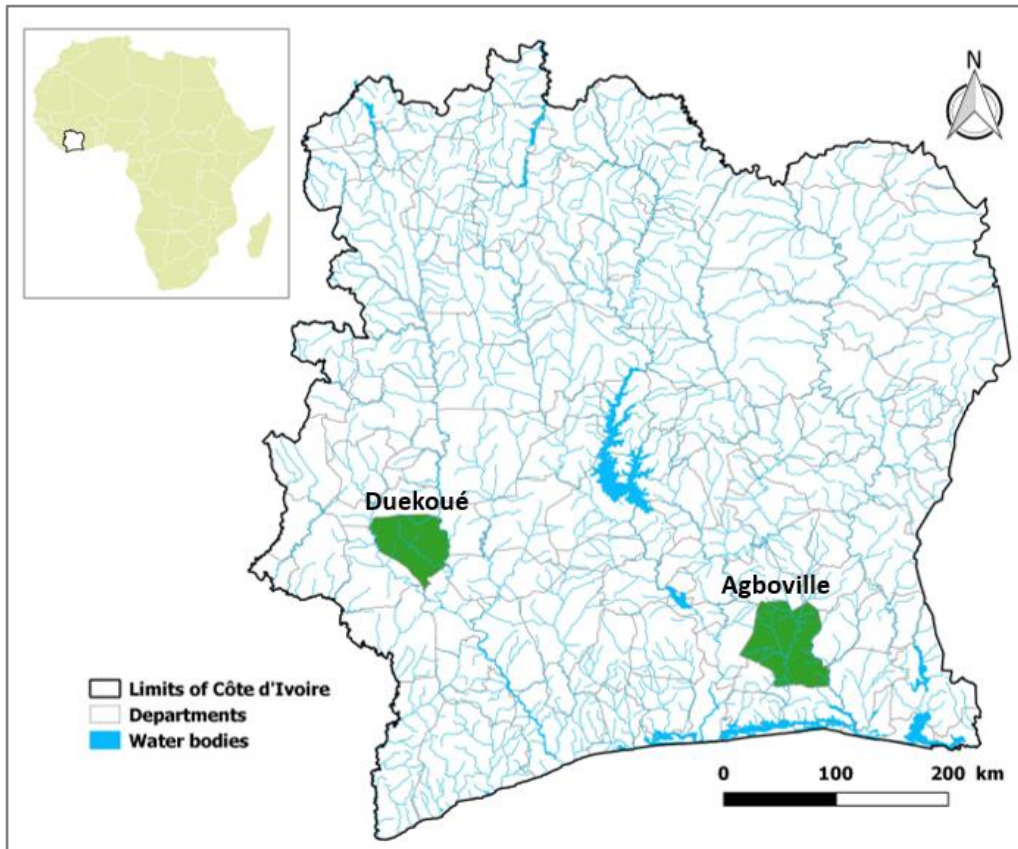 N
Duekoué
Agboville
Limits of Côte d'Ivoire
Departments
Water bodies
0 100 200 km